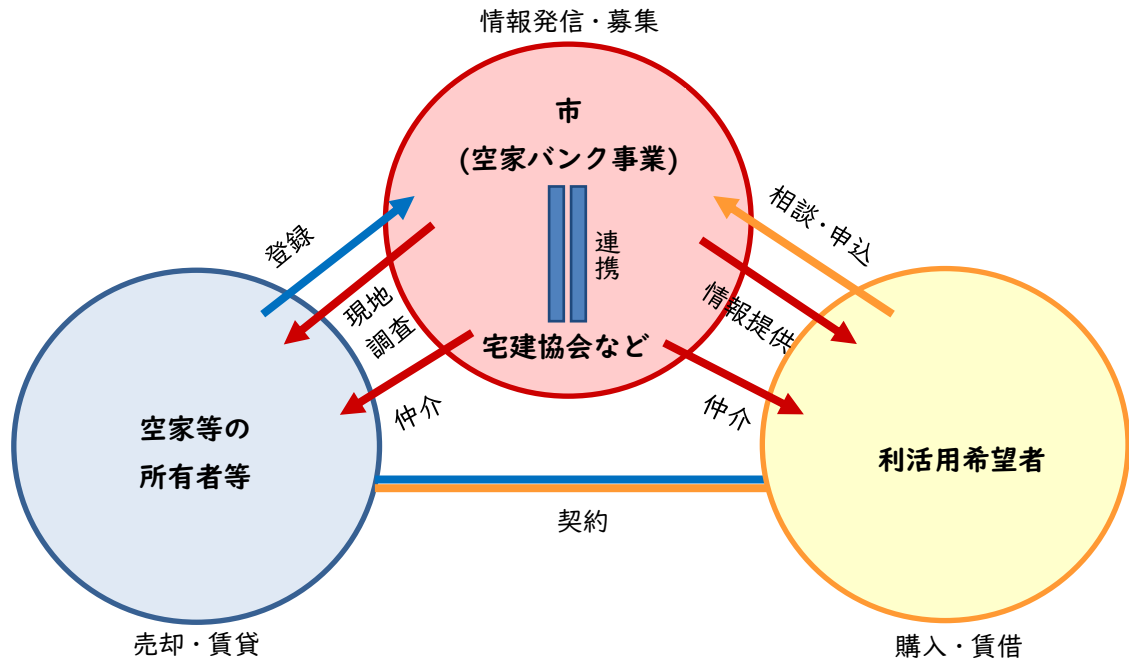 情報発信・募集
市
(空家バンク事業)
連
携
宅建協会など
登録
現地
調査
仲介
相談・申込
情報提供
仲介
空家等の
所有者等
利活用希望者
契約
売却・賃貸
購入・賃借